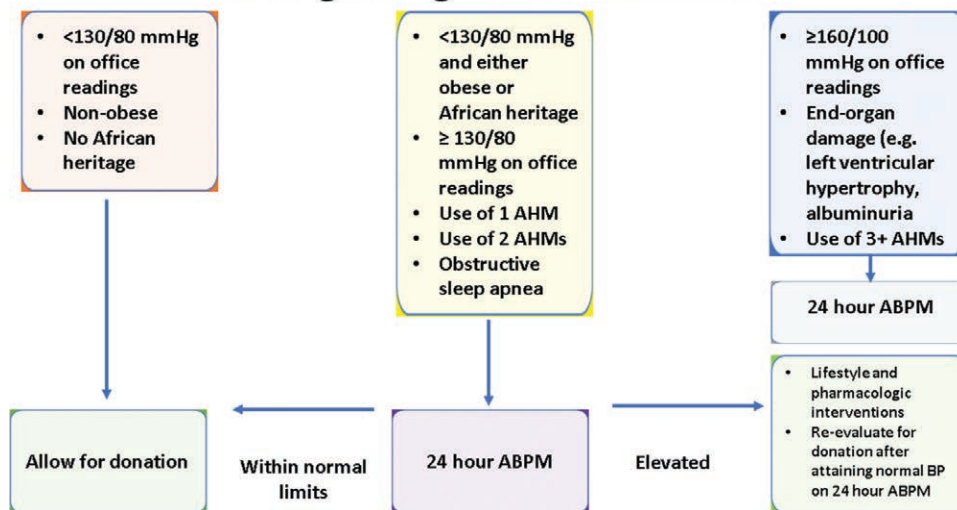 • <130/80 mmHg
on office
readings
• Non-obese
• No African
heritage
• <130/80 mmHg
and either
obese or
African heritage
• ≥ 130/80
mmHg on office
readings
• Use of 1 AHM
• Use of 2 AHMs
• Obstructive
sleep apnea
• ≥160/100
mmHg on office
readings
• End-organ
damage (e.g.
left ventricular
hypertrophy,
albuminuria
• Use of 3+ AHMs
24 hour ABPM
• Lifestyle and
pharmacologic
interventions
• Re-evaluate for
donation after
attaining normal BP
on 24 hour ABPM
Allow for donation
Within normal
limits
24 hour ABPM
Elevated